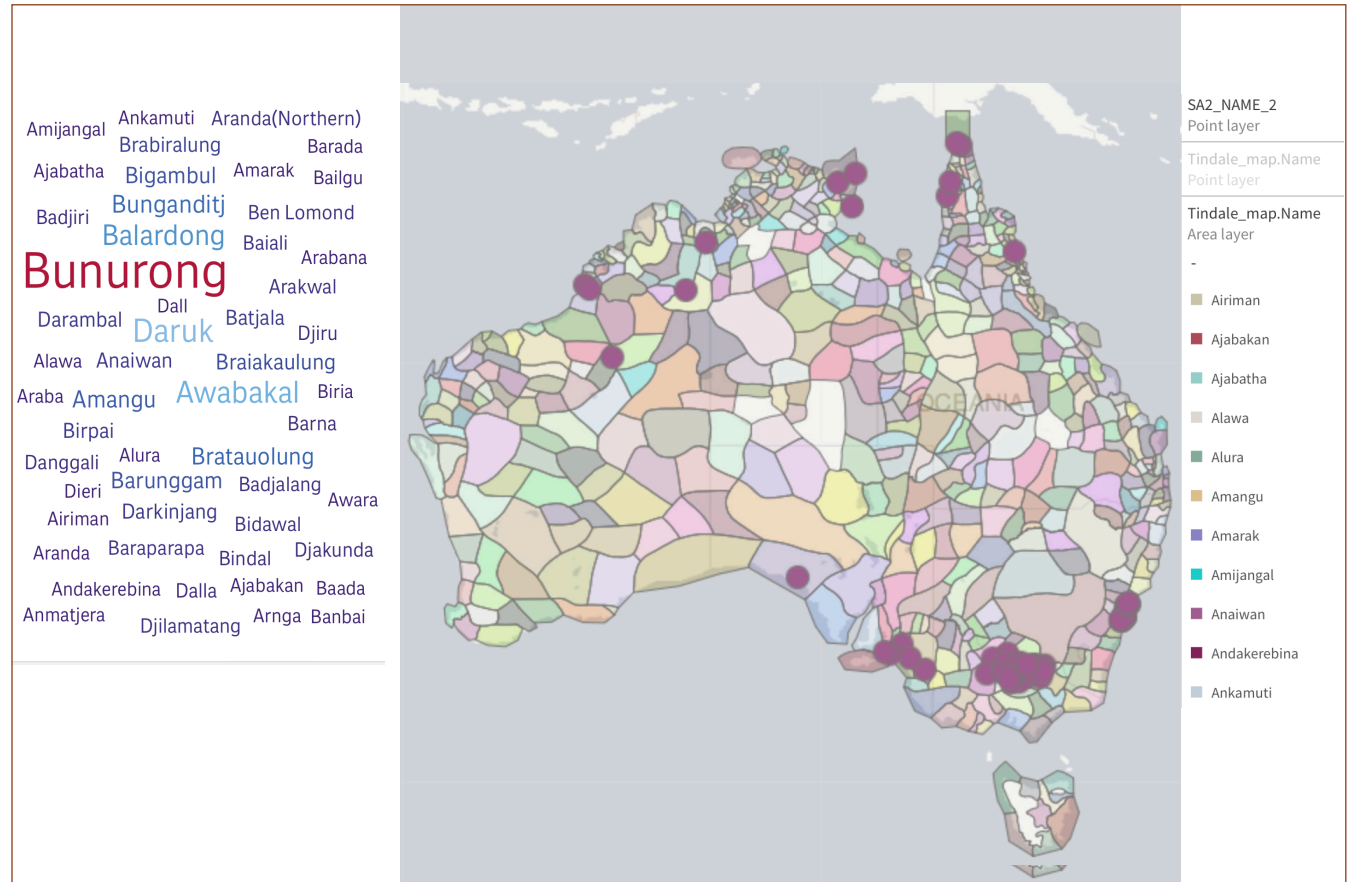 Ankamuti Aranda(Northern)
Amijangal
Brabiralung Barada
Ajabatha Bigambul Amarak Bailgu
Badjiri Bunganditj Ben Lomond
Balardong Baiali
Arabana
Bunurong Arakwal
Dall
Darambal Daruk Batjala Djiru
Alawa Anaiwan Braiakaulung
Araba Amangu Awabakal Biria
Birpai Barna
Danggali Alura Bratauolung
Dieri Barunggam Badjalang Awara
Airiman Darkinjang Bidawal
Aranda Baraparapa Bindal Djakunda
Andakerebina Dalla Ajabakan Baada
Anmatjera Djilamatang Arnga Banbai
OCEANIA
SA2_NAME_2
Point layer
Tindale_map.Name
Point layer
Tindale_map.Name
Area layer
-
Airiman
Ajabakan
Ajabatha
Alawa
Alura
Amangu
Amarak
Amijangal
Anaiwan
Andakerebina
Ankamuti